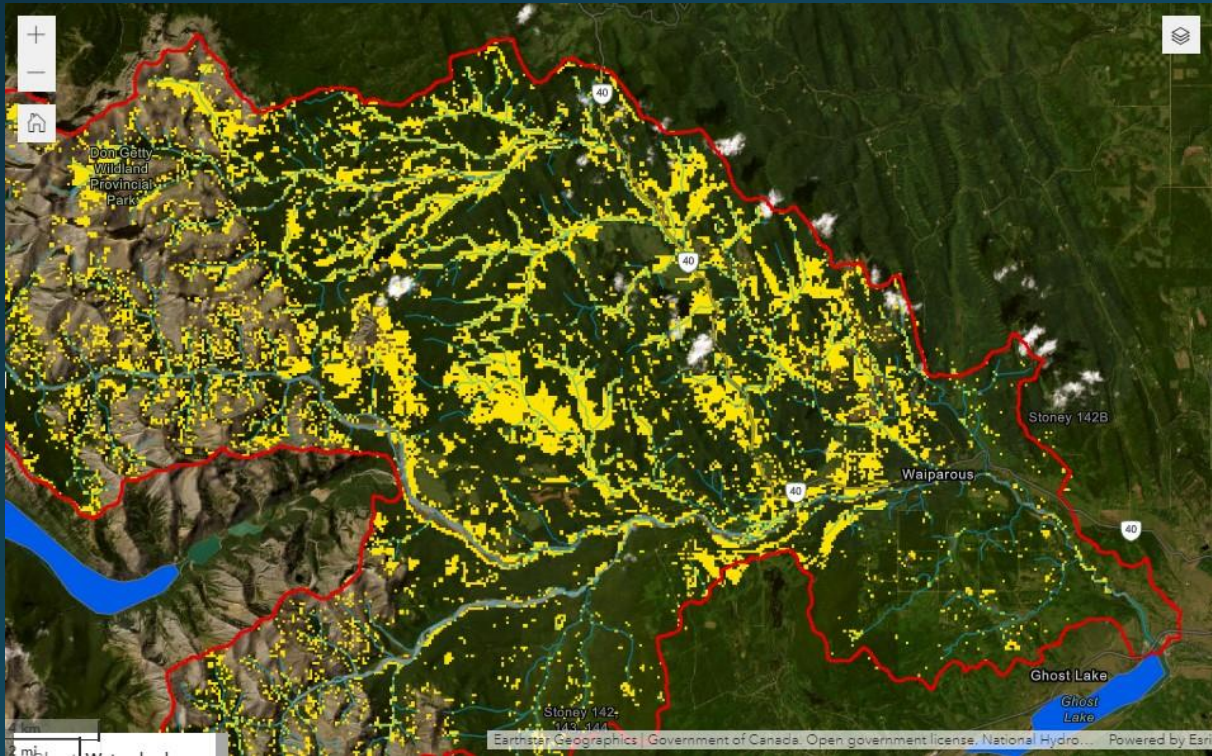 +
−
40
Don Getty
Wildland
Provincial
Park
40
Stoney 142B
Waiparous
40
40
Ghost Lake
Ghost
Lake
Stoney 142,
143, 144
km
2 mi
Earthstar Geographics | Government of Canada. Open government license, National Hydro... Powered by Esri